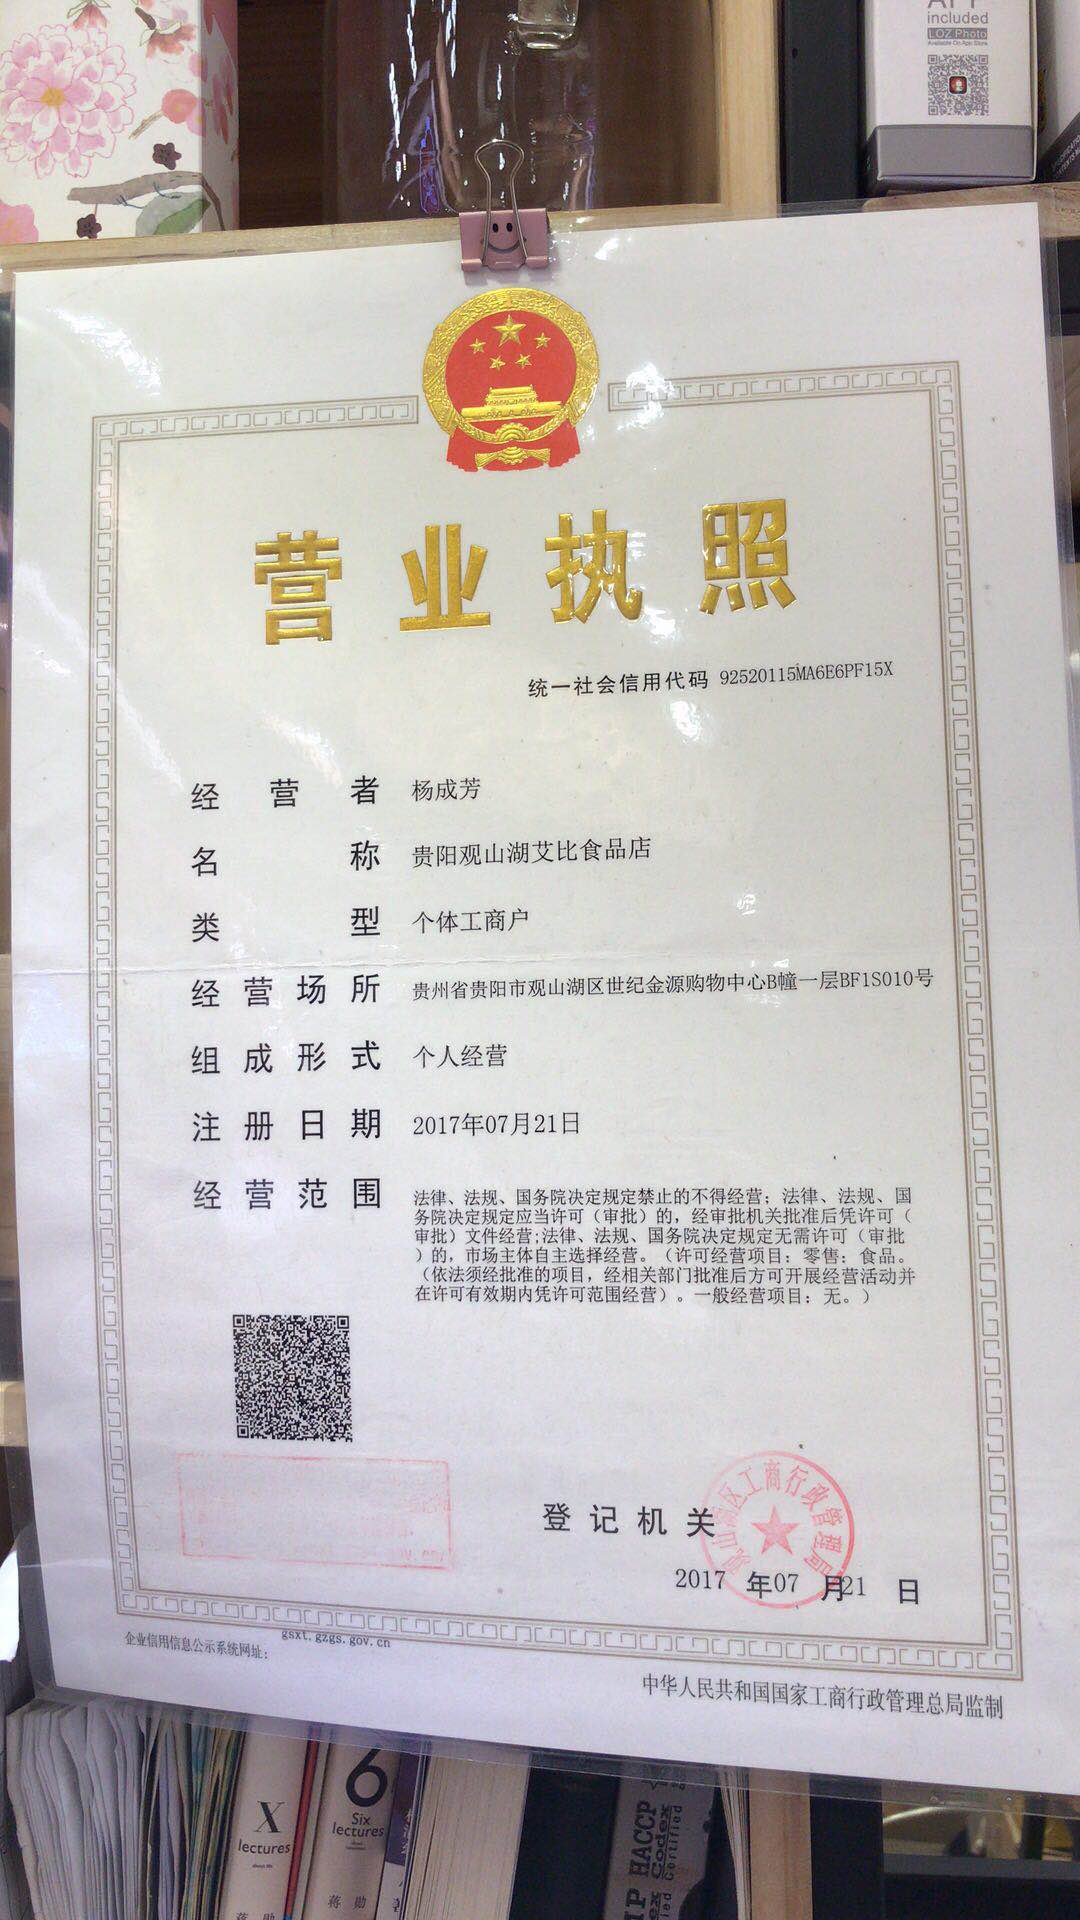 included
LOZ Photo
Available On App Store
营业执照
统一社会信用代码 92520115MA6E6PF15X
经营者 杨成芳
名称 贵阳观山湖艾比食品店
类型 个体工商户
经营场所 贵州省贵阳市观山湖区世纪金源购物中心B幢一层BF1S010号
组成形式 个人经营
注册日期 2017年07月21日
经营范围 法律、法规、国务院决定规定禁止的不得经营；法律、法规、国
务院决定规定应当许可（审批）的，经审批机关批准后凭许可（
审批）文件经营;法律、法规、国务院决定规定无需许可（审批
）的，市场主体自主选择经营。（许可经营项目：零售：食品。
（依法须经批准的项目，经相关部门批准后方可开展经营活动并
在许可有效期内凭许可范围经营）。一般经营项目：无。）
登记机关
观山湖区工商行政管理局
2017 年07 月21 日
企业信用信息公示系统网址: gsxt.gzgs.gov.cn
中华人民共和国国家工商行政管理总局监制
X
lectures
蒋勋
6
Six
lectures
蒋勋
HACCP
Codex
Certified